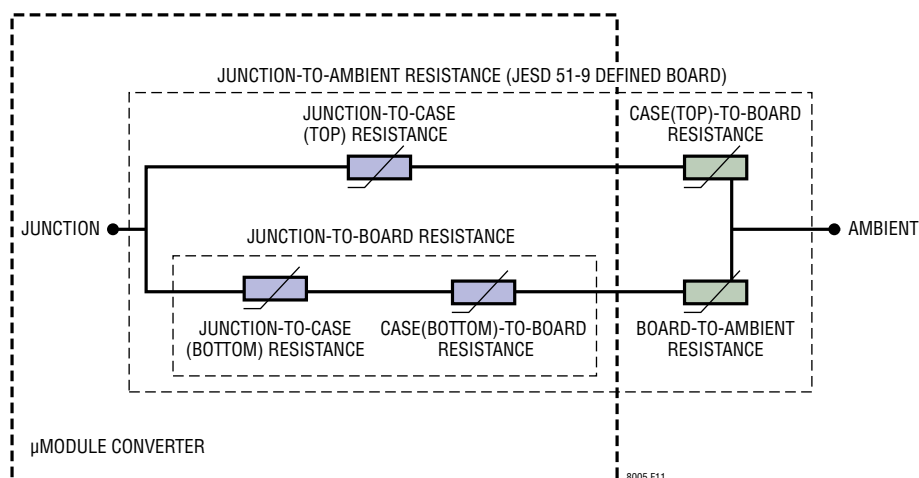 JUNCTION-TO-AMBIENT RESISTANCE (JESD 51-9 DEFINED BOARD)
JUNCTION-TO-CASE
(TOP) RESISTANCE
CASE(TOP)-TO-BOARD
RESISTANCE
JUNCTION
AMBIENT
JUNCTION-TO-BOARD RESISTANCE
JUNCTION-TO-CASE
(BOTTOM) RESISTANCE
CASE(BOTTOM)-TO-BOARD
RESISTANCE
BOARD-TO-AMBIENT
RESISTANCE
µMODULE CONVERTER
8005 F11